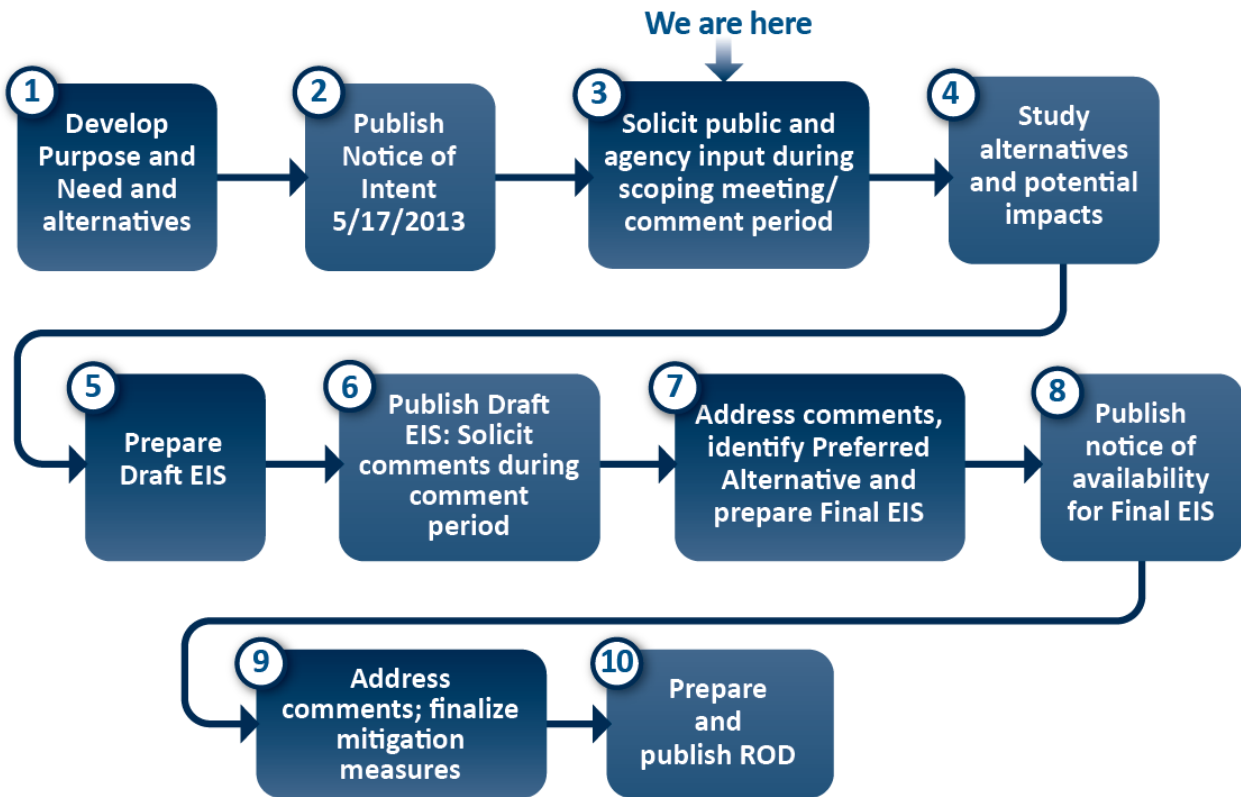 We are here
1
Develop
Purpose and
Need and
alternatives
2
Publish
Notice of
Intent
5/17/2013
3
Solicit public and
agency input during
scoping meeting/
comment period
4
Study
alternatives
and potential
impacts
5
Prepare
Draft EIS
6
Publish Draft
EIS: Solicit
comments during
comment
period
7
Address comments,
identify Preferred
Alternative and
prepare Final EIS
8
Publish
notice of
availability
for Final EIS
9
Address
comments; finalize
mitigation
measures
10
Prepare
and
publish ROD